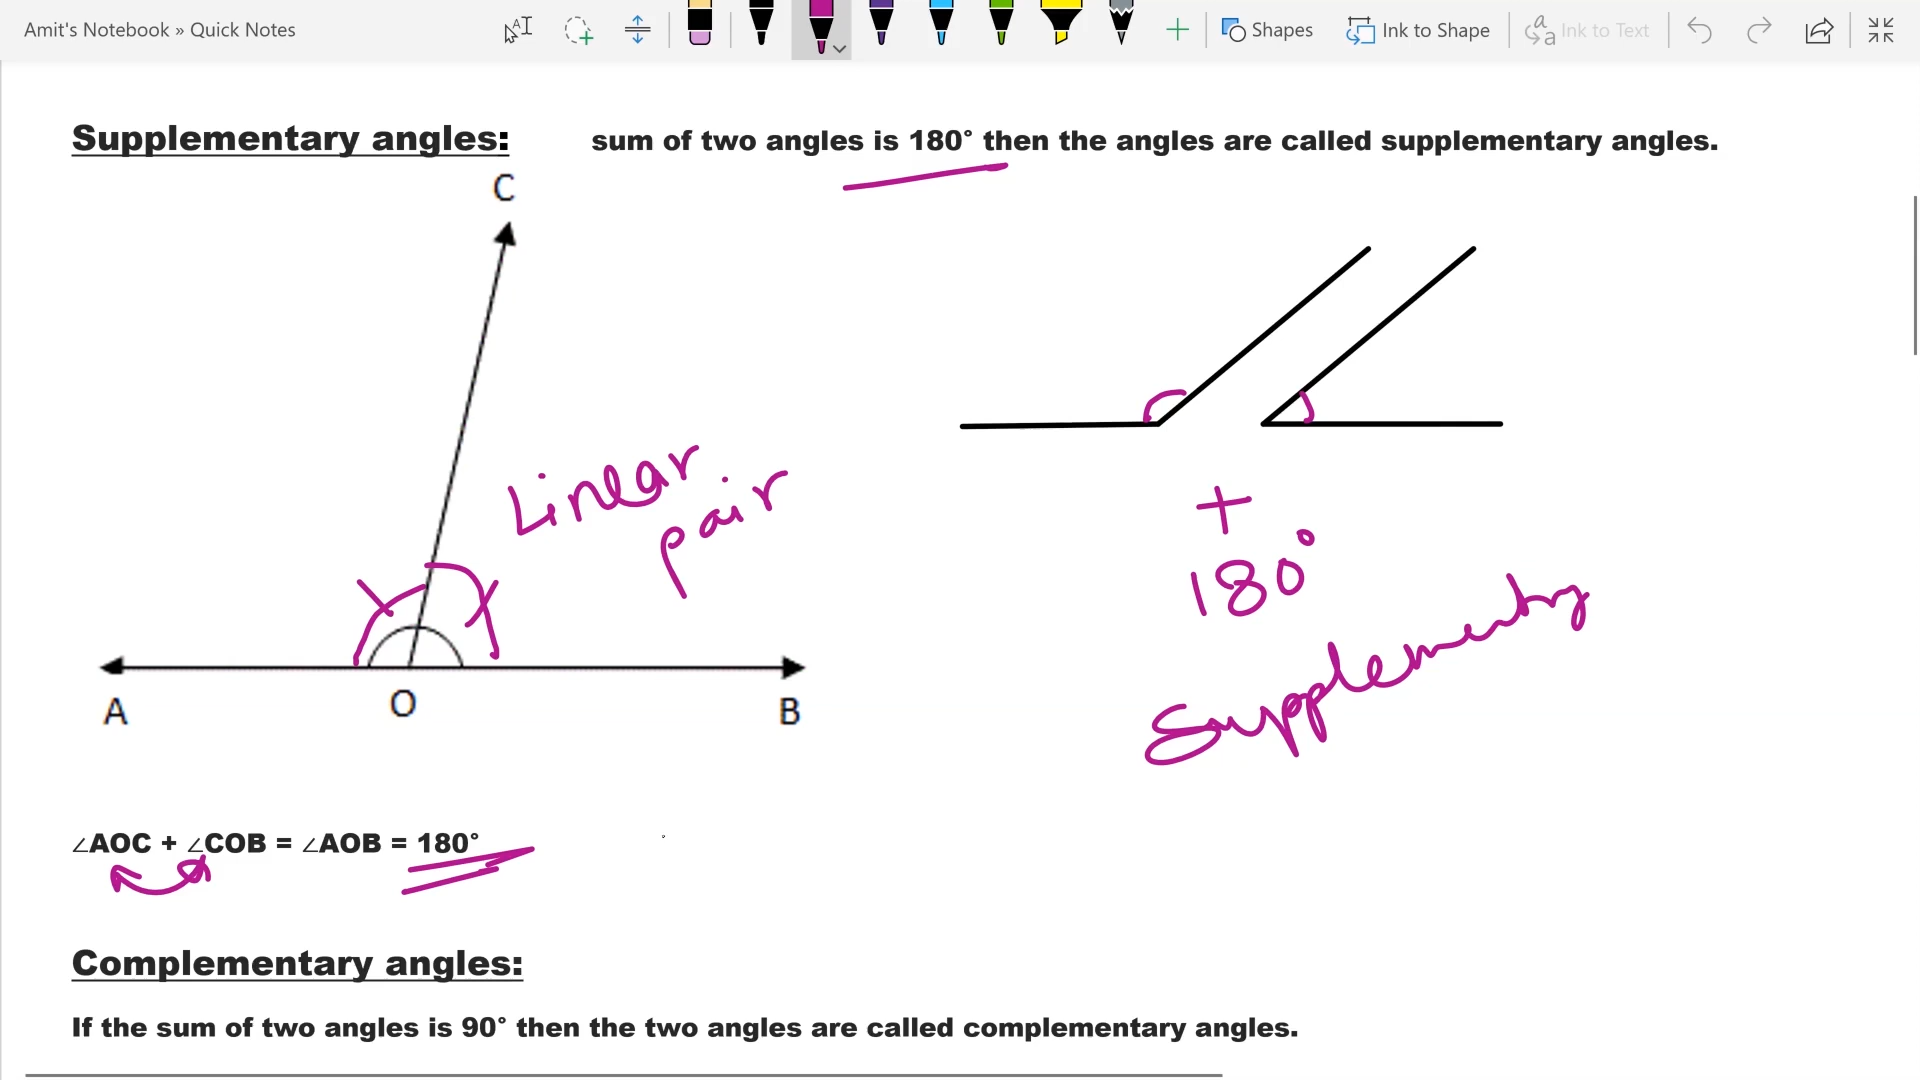 Amit's Notebook » Quick Notes
Shapes
Ink to Shape
Ink to Text
Supplementary angles: sum of two angles is 180° then the angles are called supplementary angles.
C
Linear
pair
A
O
B
+
180°
Supplementry
∠AOC + ∠COB = ∠AOB = 180°
Complementary angles:
If the sum of two angles is 90° then the two angles are called complementary angles.